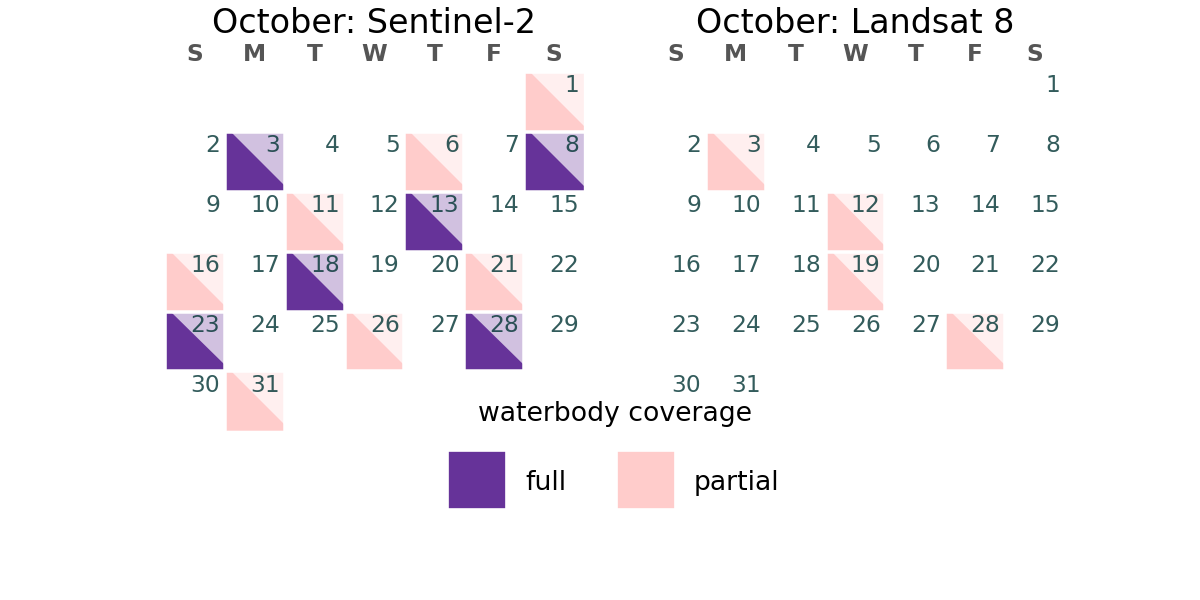 October: Sentinel-2
S M T W T F S
1
2 3 4 5 6 7 8
9 10 11 12 13 14 15
16 17 18 19 20 21 22
23 24 25 26 27 28 29
30 31
October: Landsat 8
S M T W T F S
1
2 3 4 5 6 7 8
9 10 11 12 13 14 15
16 17 18 19 20 21 22
23 24 25 26 27 28 29
30 31
waterbody coverage
full partial